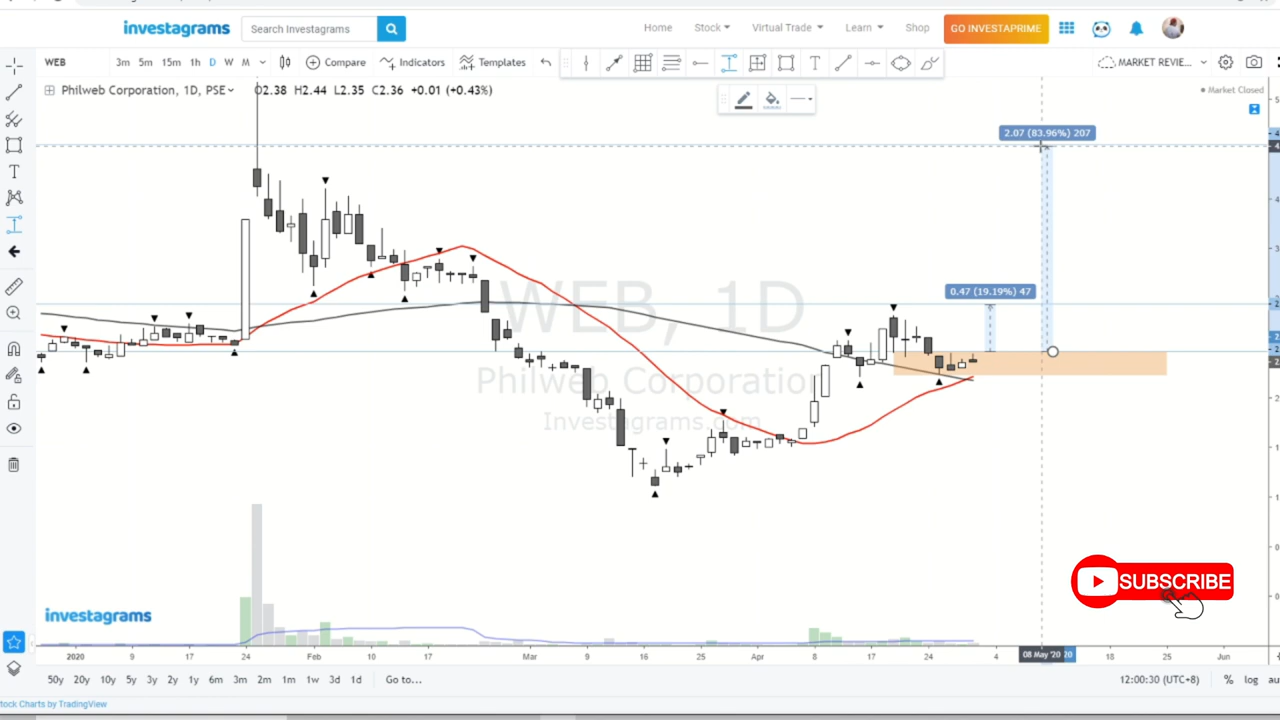 investagrams
Search Investagrams
Home
Stock
Virtual Trade
Learn
Shop
GO INVESTAPRIME
WEB
3m 5m 15m 1h D W M
Compare
Indicators
Templates
MARKET REVIE...
Philweb Corporation, 1D, PSE
O2.38 H2.44 L2.35 C2.36 +0.01 (+0.43%)
Market Closed
2.07 (83.96%) 207
0.47 (19.19%) 47
WEB, 1D
Philweb Corporation
Investagrams.com
SUBSCRIBE
investagrams
2020 9 17 24 Feb 10 17 Mar 9 16 25 Apr 8 17 24 4 08 May '20 20 18 25 Jun
50y 20y 10y 5y 3y 2y 1y 6m 3m 2m 1m 1w 3d 1d Go to...
12:00:30 (UTC+8) % log
tock Charts by TradingView